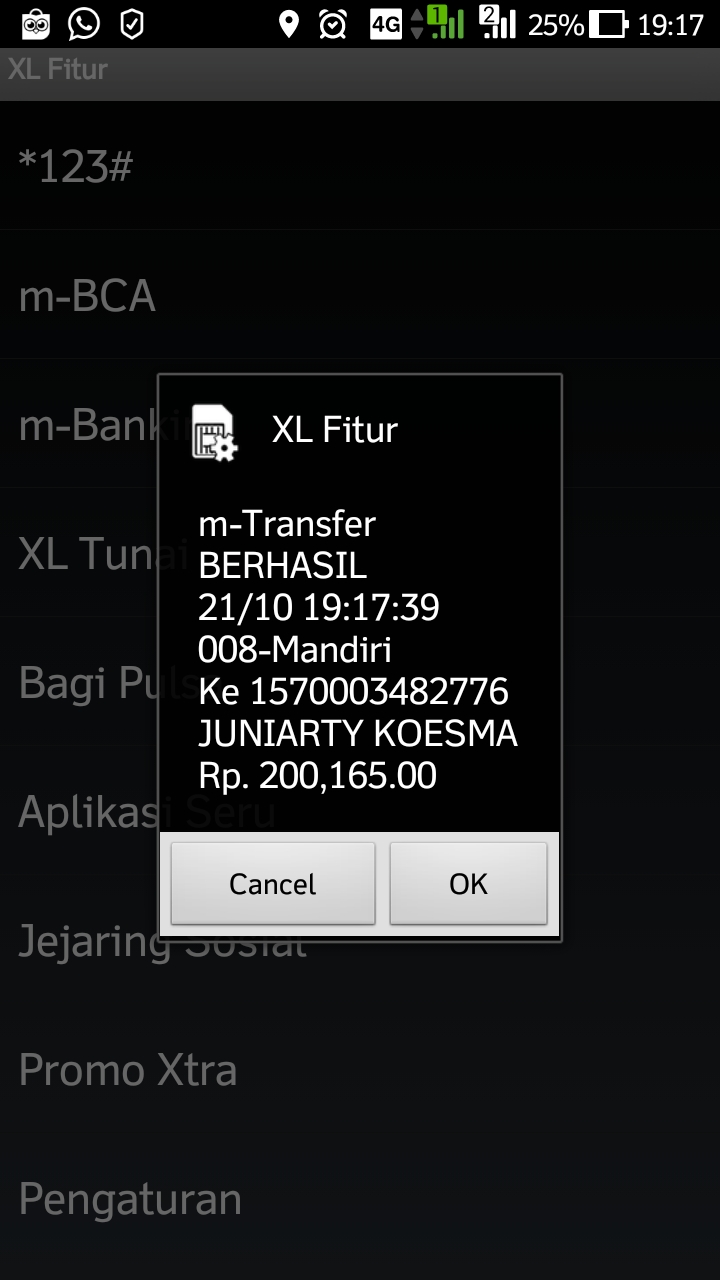 4G 1 2 25% 19:17
XL Fitur
*123#
m-BCA
m-Banki
XL Tunai
Bagi Puls
Aplikasi Seru
Jejaring Sosial
Promo Xtra
Pengaturan
XL Fitur
m-Transfer
BERHASIL
21/10 19:17:39
008-Mandiri
Ke 1570003482776
JUNIARTY KOESMA
Rp. 200,165.00
Cancel
OK